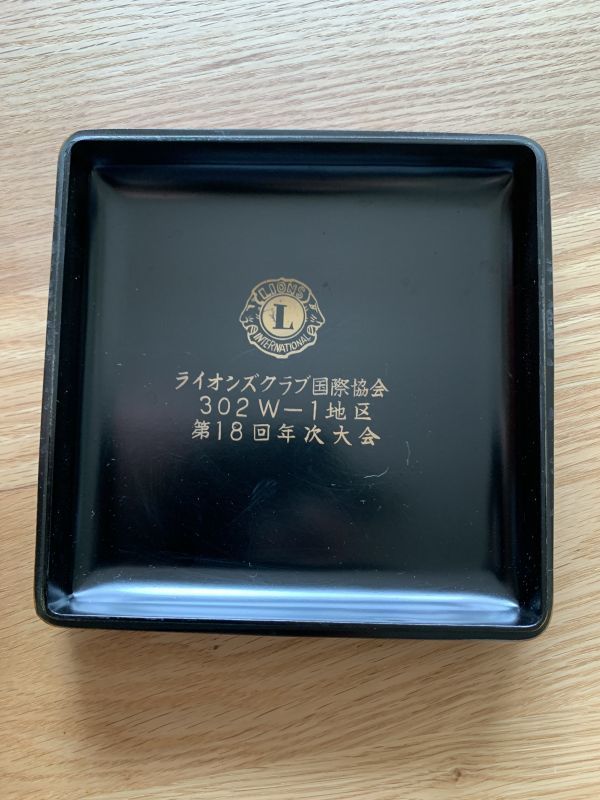 LIONS
L
INTERNATIONAL
ライオンズクラブ国際協会
302W-1地区
第18回年次大会